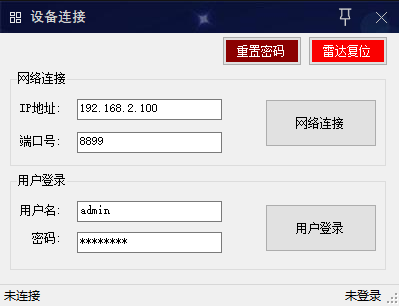 设备连接
重置密码 雷达复位
网络连接
IP地址: 192.168.2.100
网络连接
端口号: 8899
用户登录
用户名: admin
用户登录
密码: ********
未连接 未登录